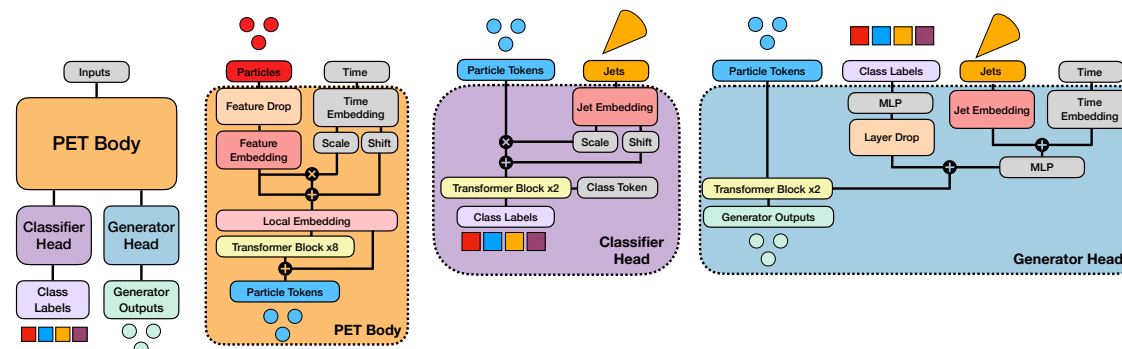 Inputs
PET Body
Classifier
Head
Generator
Head
Class
Labels
Generator
Outputs
Particles
Time
Feature Drop
Time
Embedding
Feature
Embedding
Scale
Shift
Local Embedding
Transformer Block x8
Particle Tokens
PET Body
Particle Tokens
Jets
Jet Embedding
Scale
Shift
Transformer Block x2
Class Token
Class Labels
Classifier
Head
Particle Tokens
Class Labels
Jets
Time
MLP
Jet Embedding
Time
Embedding
Layer Drop
MLP
Transformer Block x2
Generator Outputs
Generator Head